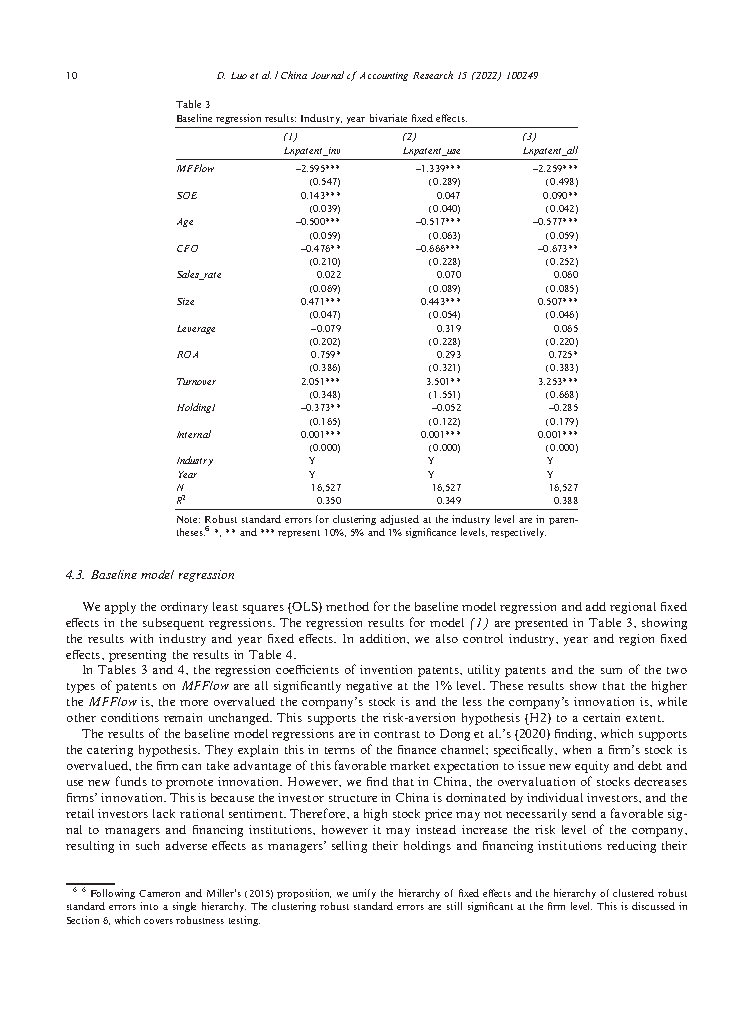 10
D. Luo et al. / China Journal of Accounting Research 15 (2022) 100249
Table 3
Baseline regression results: Industry, year bivariate fixed effects.
(1) (2) (3)
Lnpatent_inv Lnpatent_use Lnpatent_all
MFFlow –2.595*** –1.339*** –2.259***
(0.547) (0.289) (0.498)
SOE 0.143*** 0.047 0.090**
(0.039) (0.040) (0.042)
Age –0.500*** –0.517*** –0.577***
(0.059) (0.063) (0.059)
CFO –0.476** –0.666*** –0.673**
(0.210) (0.228) (0.252)
Sales_rate 0.022 0.070 0.060
(0.069) (0.089) (0.085)
Size 0.471*** 0.443*** 0.507***
(0.047) (0.054) (0.046)
Leverage –0.079 0.319 0.065
(0.202) (0.228) (0.220)
ROA 0.759* 0.293 0.725*
(0.386) (0.321) (0.383)
Turnover 2.051*** 3.501** 3.253***
(0.348) (1.551) (0.668)
Holding1 –0.373** –0.052 –0.285
(0.165) (0.122) (0.179)
Internal 0.001*** 0.001*** 0.001***
(0.000) (0.000) (0.000)
Industry Y Y Y
Year Y Y Y
N 16,527 16,527 16,527
R² 0.350 0.349 0.388
Note: Robust standard errors for clustering adjusted at the industry level are in paren-
theses.⁶ *, ** and *** represent 10%, 5% and 1% significance levels, respectively.
4.3. Baseline model regression
We apply the ordinary least squares (OLS) method for the baseline model regression and add regional fixed
effects in the subsequent regressions. The regression results for model (1) are presented in Table 3, showing
the results with industry and year fixed effects. In addition, we also control industry, year and region fixed
effects, presenting the results in Table 4.
In Tables 3 and 4, the regression coefficients of invention patents, utility patents and the sum of the two
types of patents on MFFlow are all significantly negative at the 1% level. These results show that the higher
the MFFlow is, the more overvalued the company's stock is and the less the company's innovation is, while
other conditions remain unchanged. This supports the risk-aversion hypothesis (H2) to a certain extent.
The results of the baseline model regressions are in contrast to Dong et al.'s (2020) finding, which supports
the catering hypothesis. They explain this in terms of the finance channel; specifically, when a firm's stock is
overvalued, the firm can take advantage of this favorable market expectation to issue new equity and debt and
use new funds to promote innovation. However, we find that in China, the overvaluation of stocks decreases
firms' innovation. This is because the investor structure in China is dominated by individual investors, and the
retail investors lack rational sentiment. Therefore, a high stock price may not necessarily send a favorable sig-
nal to managers and financing institutions, however it may instead increase the risk level of the company,
resulting in such adverse effects as managers' selling their holdings and financing institutions reducing their
⁶ ⁶ Following Cameron and Miller's (2015) proposition, we unify the hierarchy of fixed effects and the hierarchy of clustered robust
standard errors into a single hierarchy. The clustering robust standard errors are still significant at the firm level. This is discussed in
Section 6, which covers robustness testing.